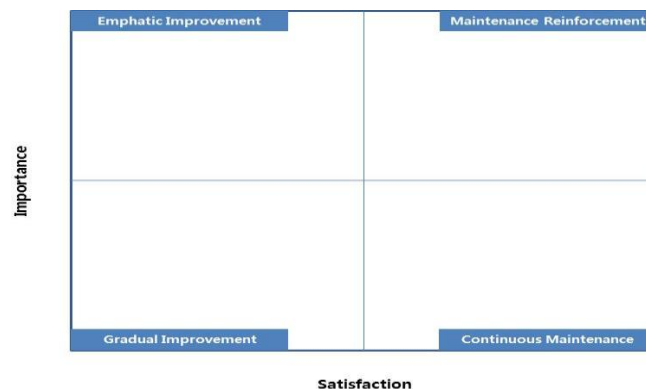 Emphatic Improvement
Maintenance Reinforcement
Importance
Gradual Improvement
Continuous Maintenance
Satisfaction